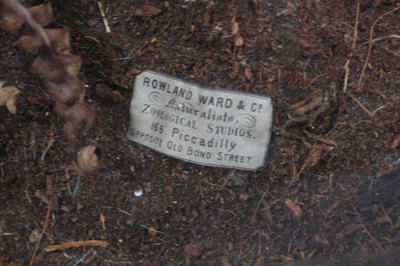 ROWLAND WARD & Co.
Naturalists,
ZOOLOGICAL STUDIOS.
166, Piccadilly
OPPOSITE OLD BOND STREET